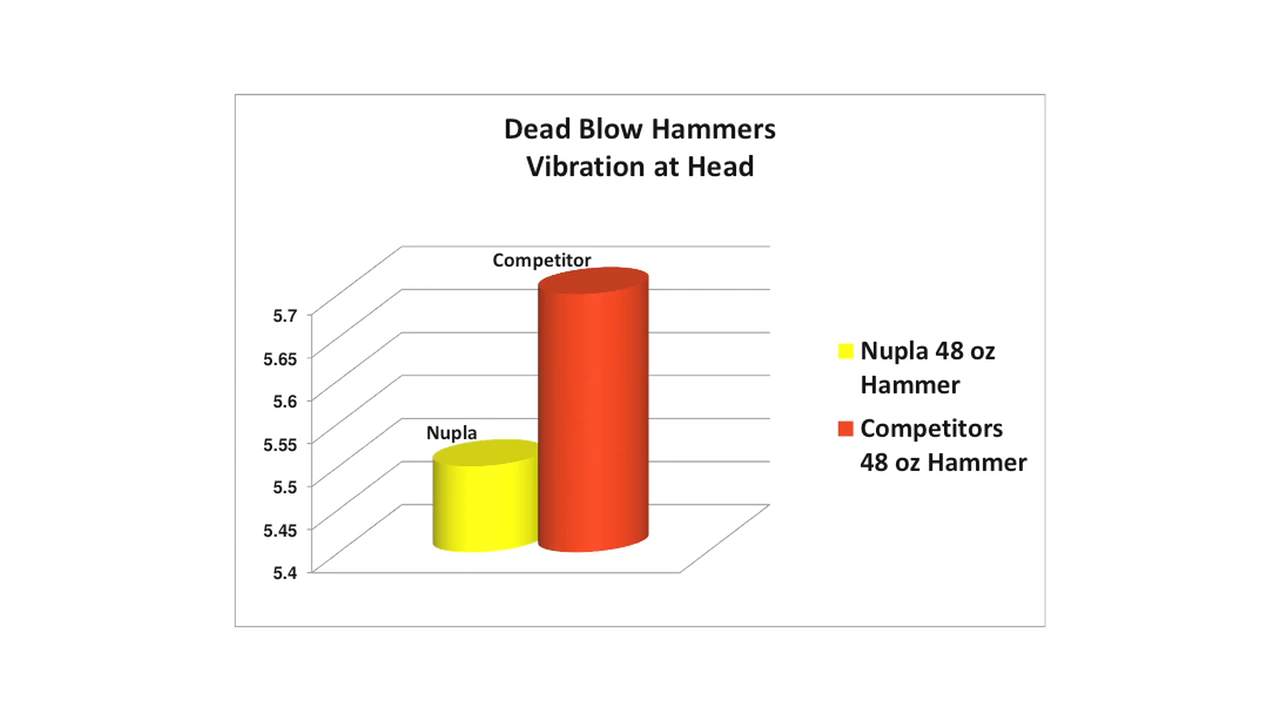 Dead Blow Hammers
Vibration at Head
Competitor
5.7
5.65
5.6
5.55
5.5
5.45
5.4
Nupla
Nupla 48 oz
Hammer
Competitors
48 oz Hammer